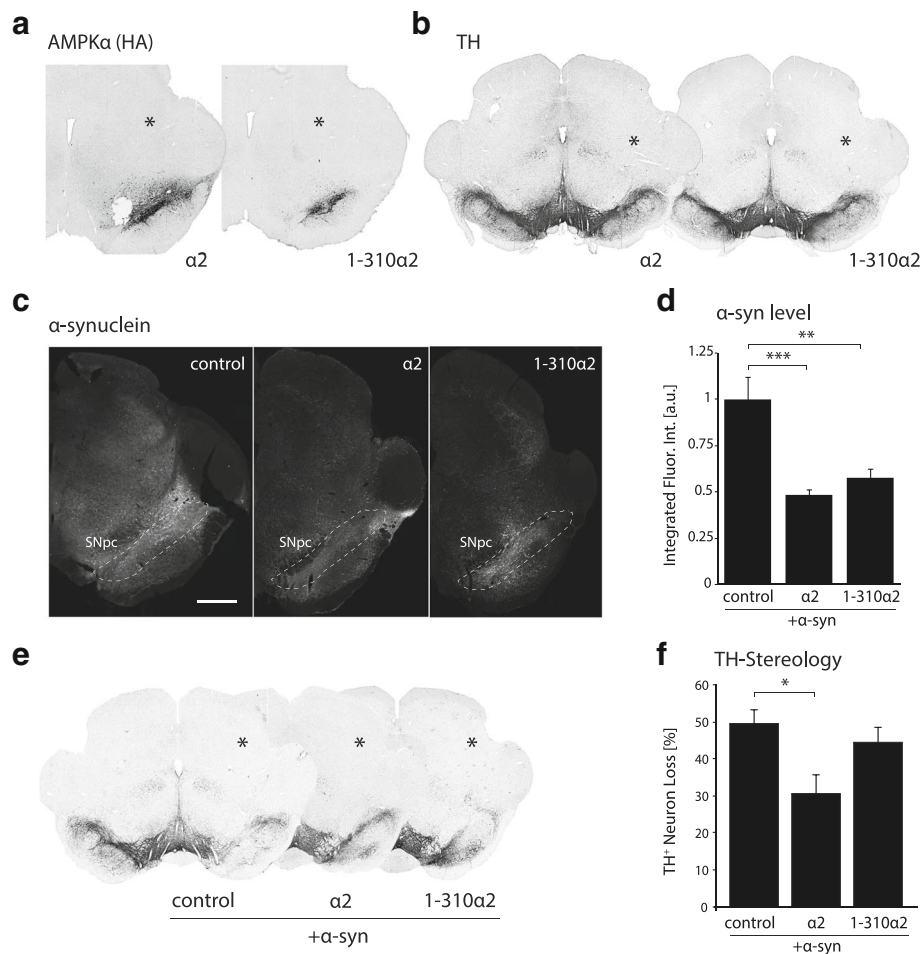 a
AMPKα (HA)
*
*
α2
1-310α2
b
TH
*
*
α2
1-310α2
c
α-synuclein
control
α2
1-310α2
SNpc
SNpc
SNpc
d
α-syn level
**
***
Integrated Fluor. Int. [a.u.]
1.25
1
0.75
0.5
0.25
0
control
α2
1-310α2
+α-syn
e
*
*
*
control
α2
1-310α2
+α-syn
f
TH-Stereology
*
TH⁺ Neuron Loss [%]
60
50
40
30
20
10
0
control
α2
1-310α2
+α-syn